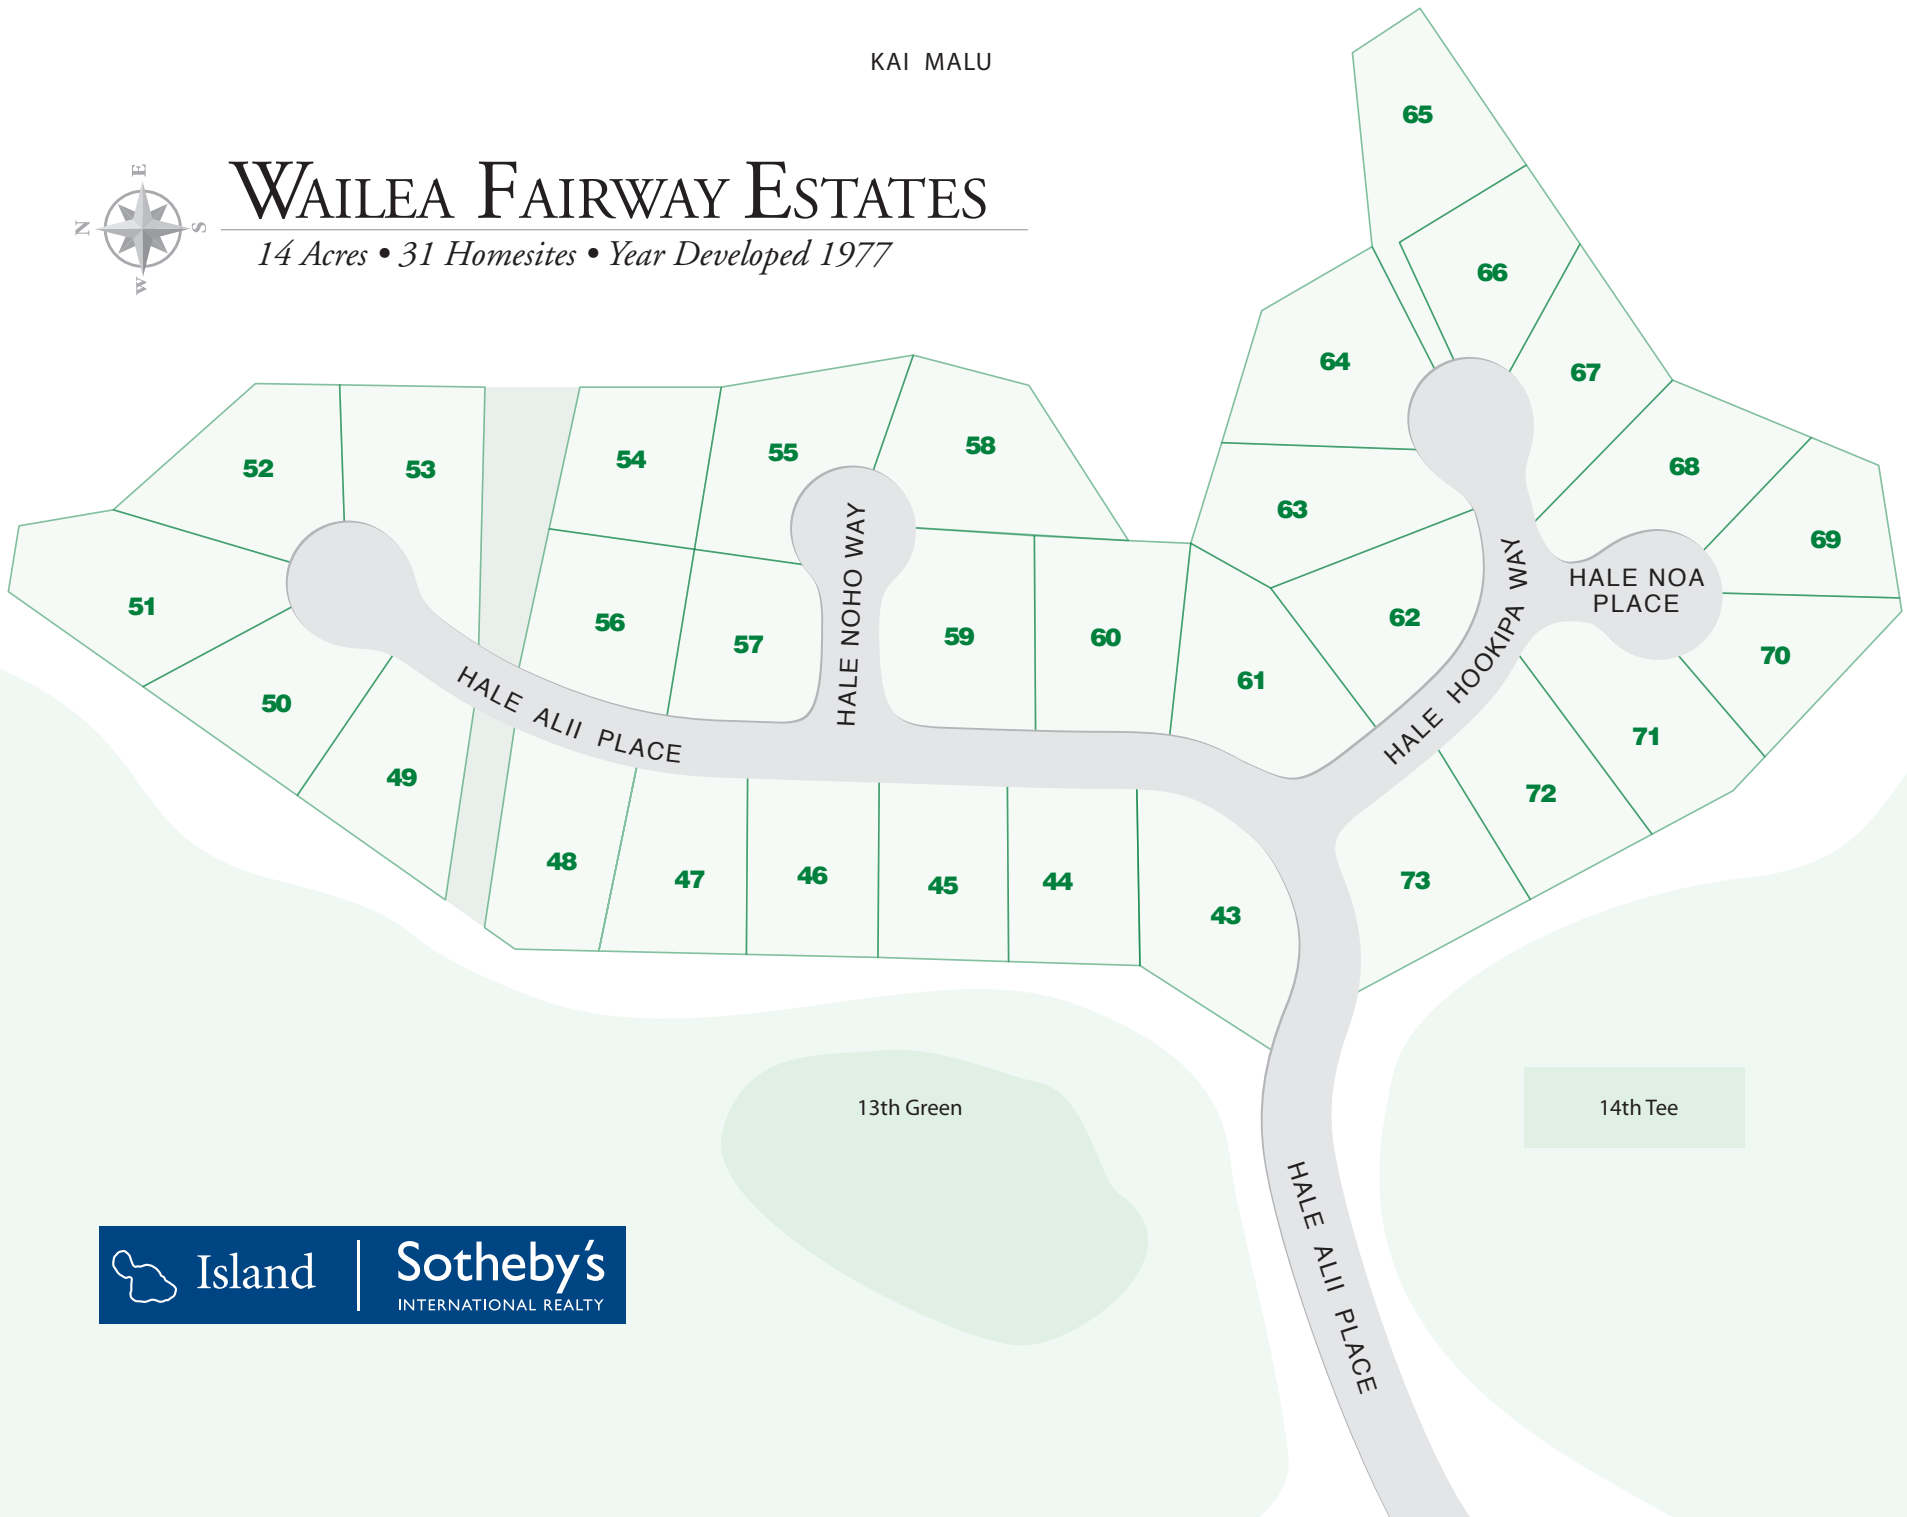 KAI MALU
WAILEA FAIRWAY ESTATES
14 Acres • 31 Homesites • Year Developed 1977
E
N
S
W
65
66
64
67
52
53
54
55
58
63
68
69
51
56
57
HALE NOHO WAY
59
60
61
62
HALE HOOKIPA WAY
HALE NOA
PLACE
70
50
HALE ALII PLACE
49
71
72
48
47
46
45
44
43
73
13th Green
14th Tee
HALE ALII PLACE
Island
Sotheby's
INTERNATIONAL REALTY